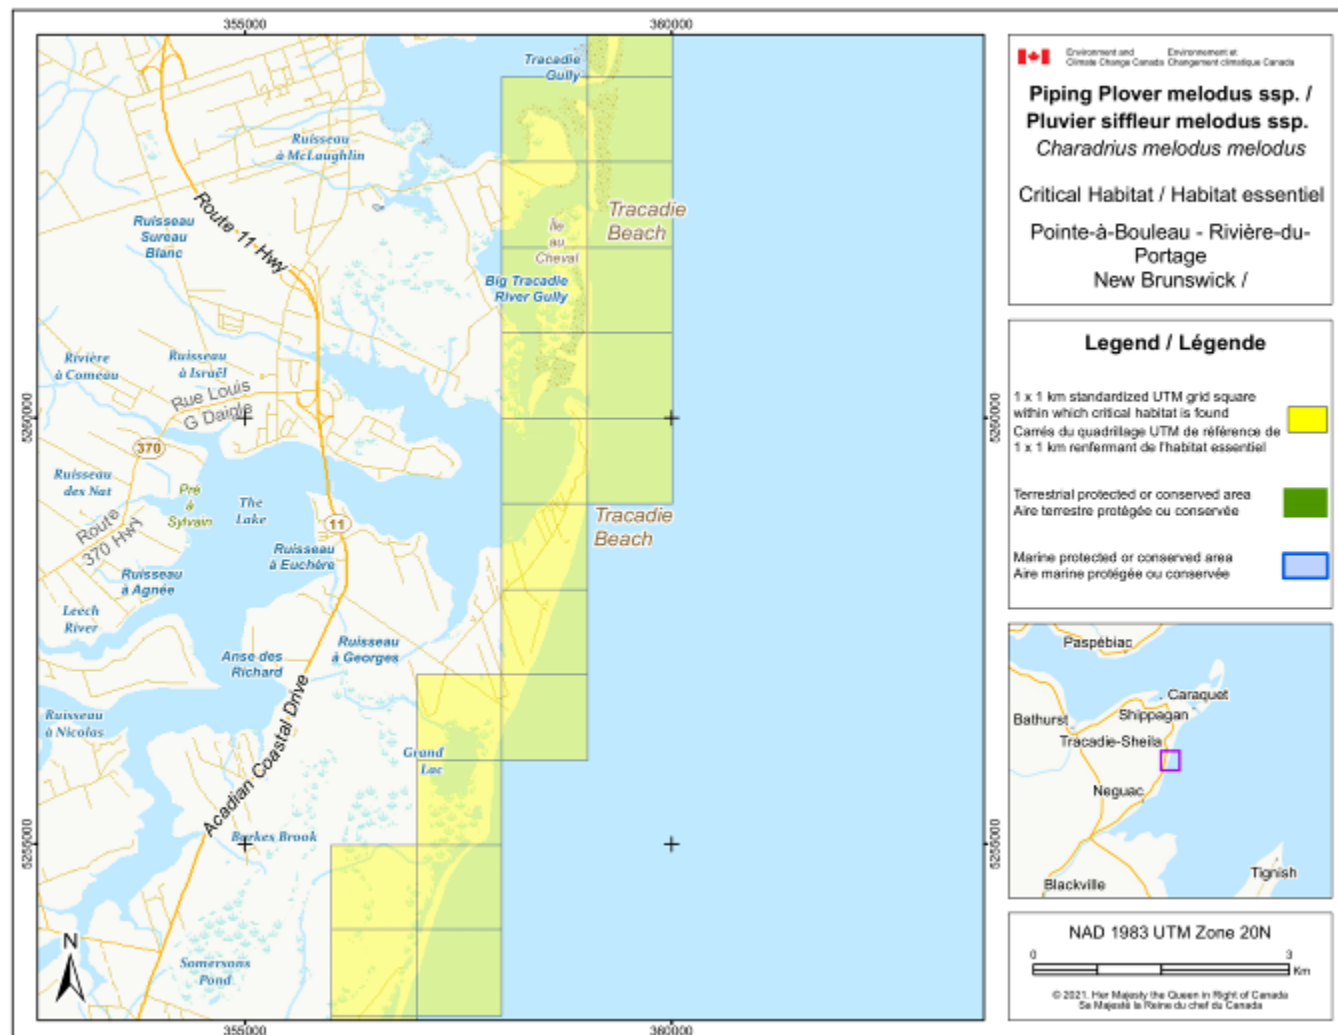 355000
360000
Tracadie
Gully
Ruisseau
à McLaughlin
Route 11 Hwy
Ruisseau
Sureau
Blanc
Tracadie
Beach
Île
au
Cheval
Big Tracadie
River Gully
Rivière
à Comeau
Ruisseau
à Israël
Rue Louis
G Daigle
5260000
5260000
370
Ruisseau
des Nat
Pré
à
Sylvain
The
Lake
Route
370 Hwy
11
Tracadie
Beach
Ruisseau
à Euchère
Ruisseau
à Agnée
Leech
River
Ruisseau
à Georges
Anse des
Richard
Ruisseau
à Nicolas
Grand
Lac
Acadian Coastal Drive
Barkes Brook
5255000
5255000
N
Somersons
Pond
355000
360000
Environment and
Climate Change Canada
Environnement et
Changement climatique Canada
Piping Plover melodus ssp. /
Pluvier siffleur melodus ssp.
Charadrius melodus melodus
Critical Habitat / Habitat essentiel
Pointe-à-Bouleau - Rivière-du-
Portage
New Brunswick /
Legend / Légende
1 x 1 km standardized UTM grid square
within which critical habitat is found
Carrés du quadrillage UTM de référence de
1 x 1 km renfermant de l'habitat essentiel
Terrestrial protected or conserved area
Aire terrestre protégée ou conservée
Marine protected or conserved area
Aire marine protégée ou conservée
Paspébiac
Caraquet
Bathurst
Shippagan
Tracadie-Sheila
Neguac
Tignish
Blackville
NAD 1983 UTM Zone 20N
0 3
Km
© 2021. Her Majesty the Queen in Right of Canada
Sa Majesté la Reine du chef du Canada